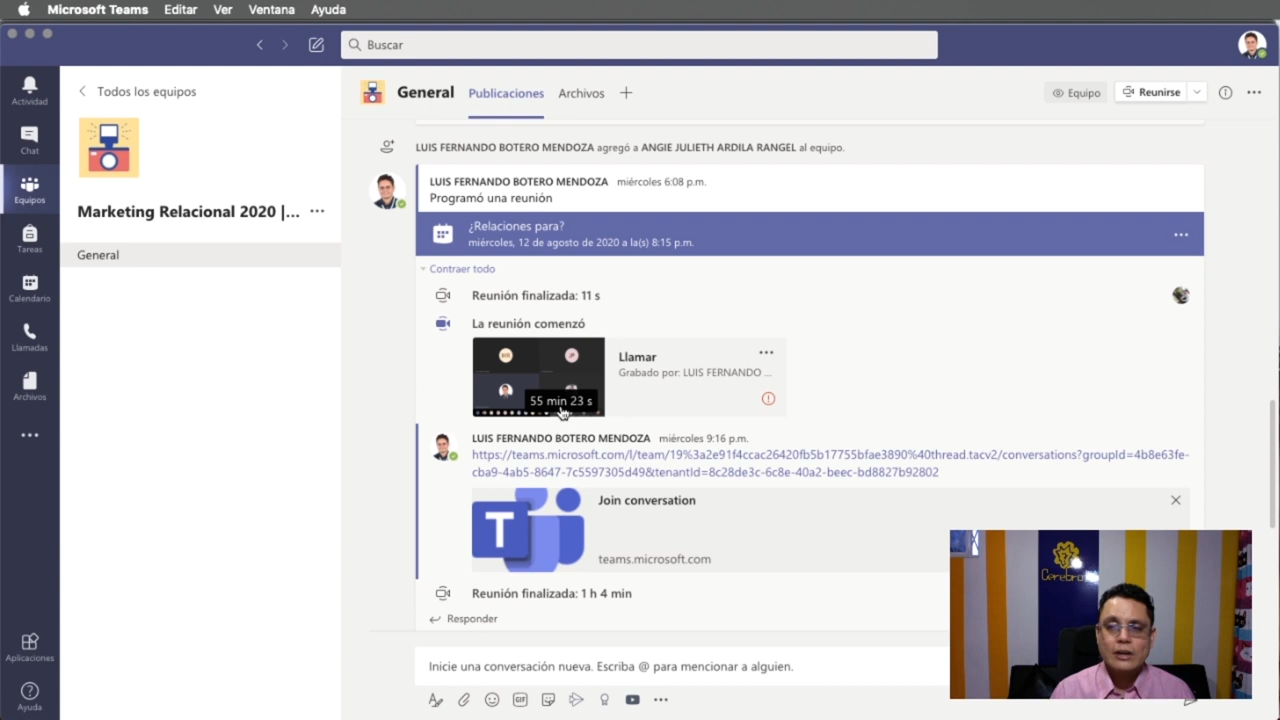 Microsoft Teams Editar Ver Ventana Ayuda
Buscar
Actividad
Chat
Equipos
Tareas
Calendario
Llamadas
Archivos
Aplicaciones
Ayuda
Todos los equipos
Marketing Relacional 2020 |...
General
General Publicaciones Archivos
Equipo
Reunirse
LUIS FERNANDO BOTERO MENDOZA agregó a ANGIE JULIETH ARDILA RANGEL al equipo.
LUIS FERNANDO BOTERO MENDOZA miércoles 6:08 p.m.
Programó una reunión
¿Relaciones para?
miércoles, 12 de agosto de 2020 a la(s) 8:15 p.m.
Contraer todo
Reunión finalizada: 11 s
La reunión comenzó
55 min 23 s
Llamar
Grabado por: LUIS FERNANDO ...
LUIS FERNANDO BOTERO MENDOZA miércoles 9:16 p.m.
https://teams.microsoft.com/l/team/19%3a2e91f4ccac26420fb5b17755bfae3890%40thread.tacv2/conversations?groupId=4b8e63fe-
cba9-4ab5-8647-7c5597305d49&tenantId=8c28de3c-6c8e-40a2-beec-bd8827b92802
T
Join conversation
teams.microsoft.com
Reunión finalizada: 1 h 4 min
Responder
Inicie una conversación nueva. Escriba @ para mencionar a alguien.
GIF